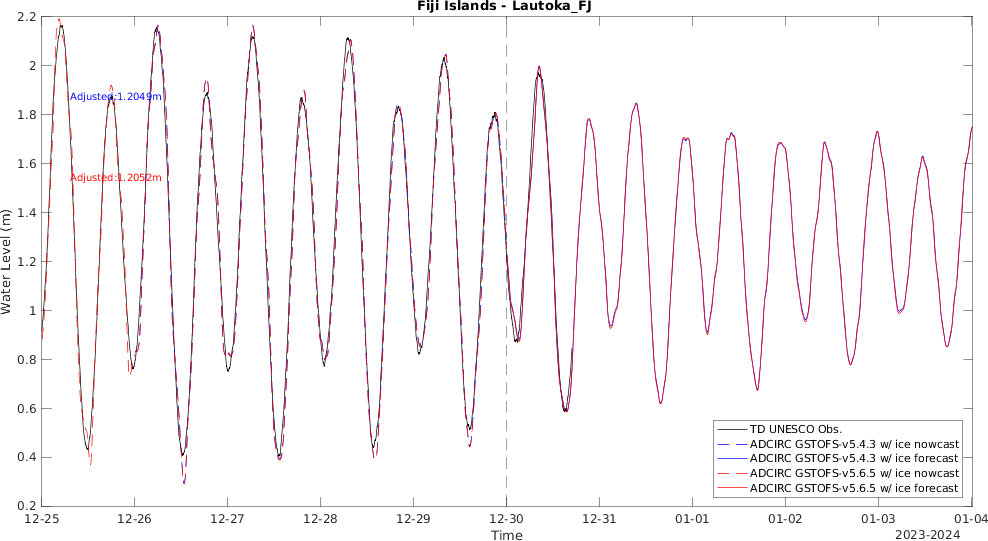 Fiji Islands - Lautoka_FJ
2.2
2
1.8
1.6
1.4
1.2
1
0.8
0.6
0.4
0.2
Water Level (m)
Adjusted:1.2049m
Adjusted:1.2052m
TD UNESCO Obs.
ADCIRC GSTOFS-v5.4.3 w/ ice nowcast
ADCIRC GSTOFS-v5.4.3 w/ ice forecast
ADCIRC GSTOFS-v5.6.5 w/ ice nowcast
ADCIRC GSTOFS-v5.6.5 w/ ice forecast
12-25 12-26 12-27 12-28 12-29 12-30 12-31 01-01 01-02 01-03 01-04
Time
2023-2024